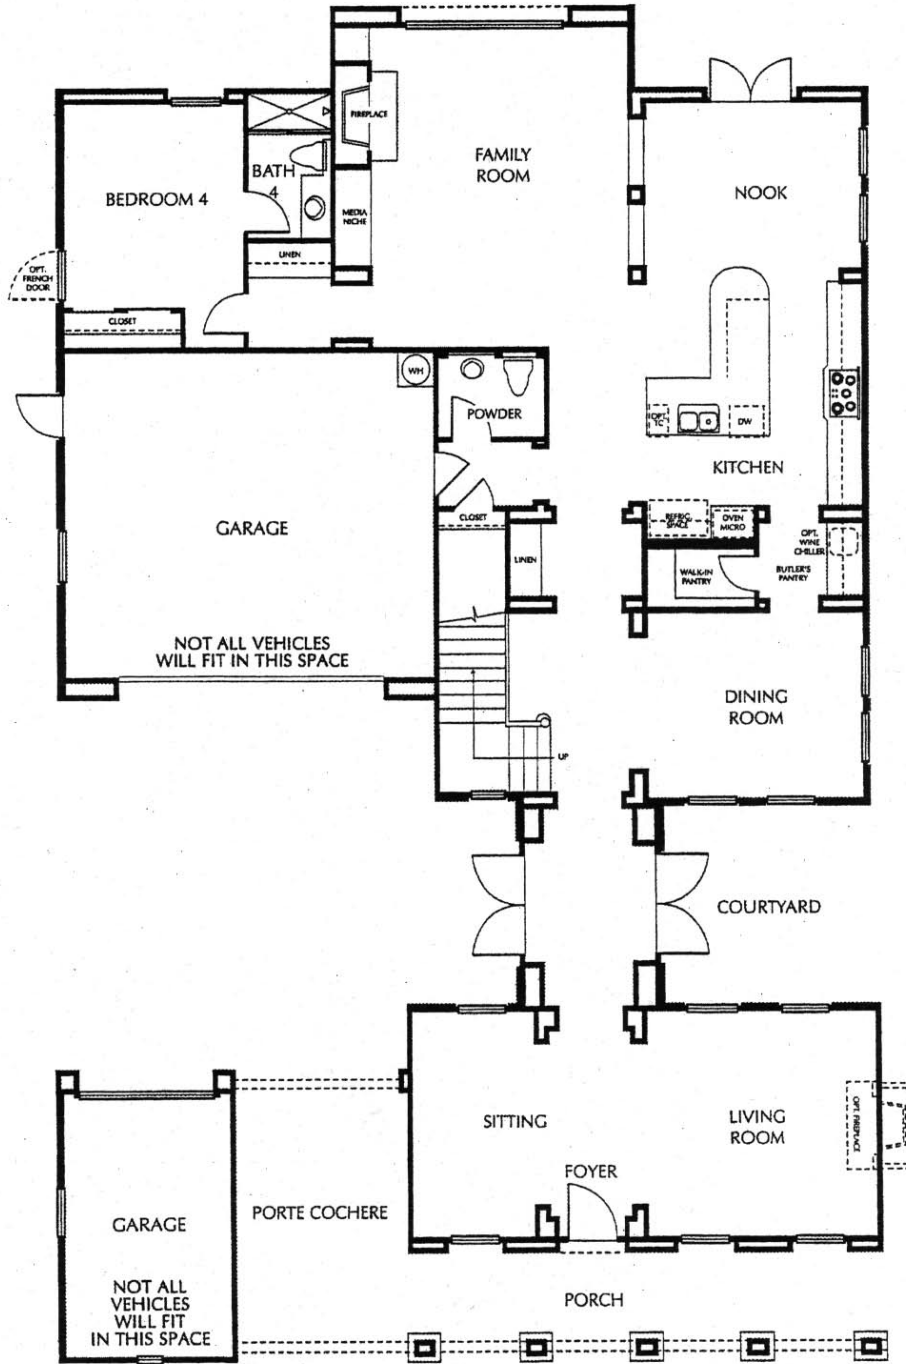 FIREPLACE
FAMILY
ROOM
BEDROOM 4
BATH
4
NOOK
MEDIA
NICHE
LINEN
OPT.
FRENCH
DOOR
CLOSET
WH
POWDER
OPT.
TC
DW
KITCHEN
GARAGE
CLOSET
REFRIG.
SPACE
OVEN
MICRO
OPT.
WINE
CHILLER
LINEN
WALK-IN
PANTRY
BUTLER'S
PANTRY
NOT ALL VEHICLES
WILL FIT IN THIS SPACE
DINING
ROOM
UP
COURTYARD
SITTING
LIVING
ROOM
OPT. FIREPLACE
FOYER
GARAGE
PORTE COCHERE
NOT ALL
VEHICLES
WILL FIT
IN THIS SPACE
PORCH